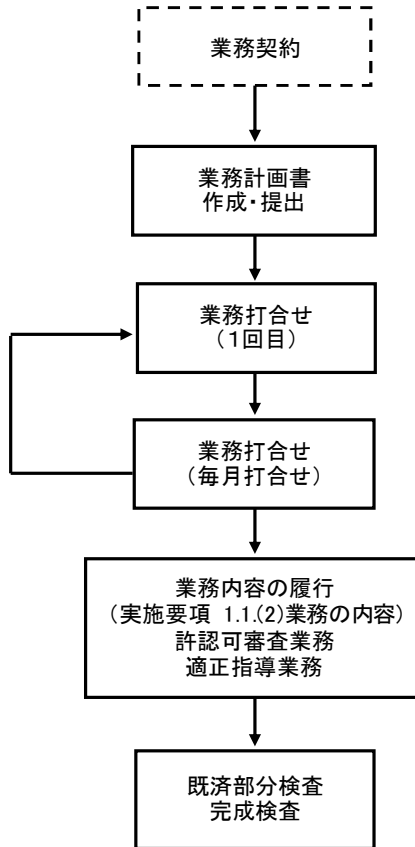 業務契約
業務計画書
作成・提出
業務打合せ
（１回目）
業務打合せ
（毎月打合せ）
業務内容の履行
（実施要項 1.1.(2)業務の内容）
許認可審査業務
適正指導業務
既済部分検査
完成検査